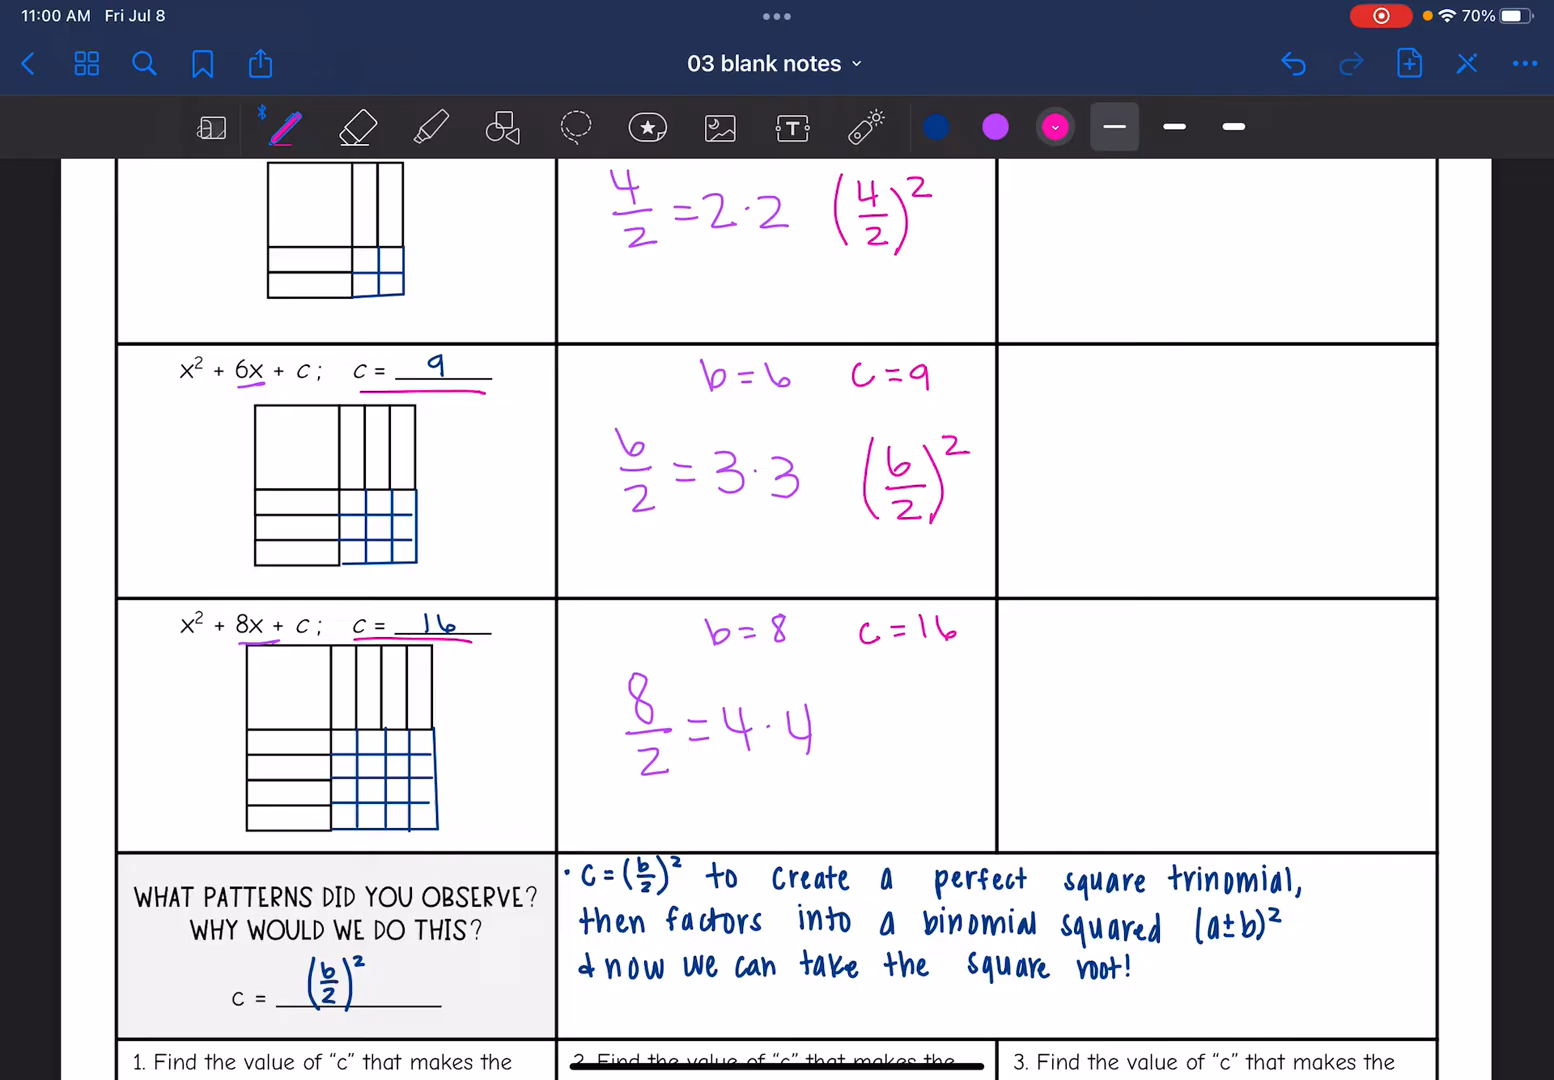 11:00 AM Fri Jul 8
70%
03 blank notes
4/2 = 2 · 2 (4/2)²
x² + 6x + c ; c = 9
b = 6 c = 9
6/2 = 3 · 3 (6/2)²
x² + 8x + c ; c = 16
b = 8 c = 16
8/2 = 4 · 4
WHAT PATTERNS DID YOU OBSERVE?
WHY WOULD WE DO THIS?
c = (b/2)²
· c = (b/2)² to create a perfect square trinomial,
then factors into a binomial squared (a±b)²
& now we can take the square root!
1. Find the value of “c” that makes the
2. Find the value of “c” that makes the
3. Find the value of “c” that makes the